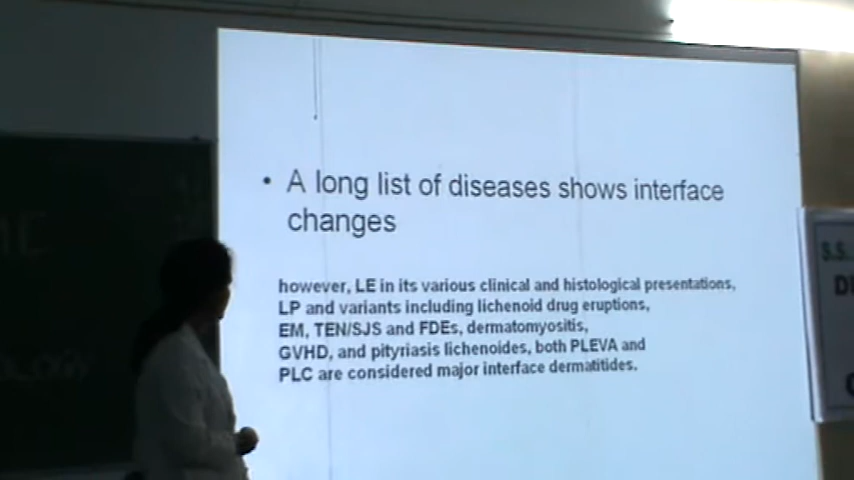 • A long list of diseases shows interface
changes
however, LE in its various clinical and histological presentations,
LP and variants including lichenoid drug eruptions,
EM, TEN/SJS and FDEs, dermatomyositis,
GVHD, and pityriasis lichenoides, both PLEVA and
PLC are considered major interface dermatitides.
S.S.